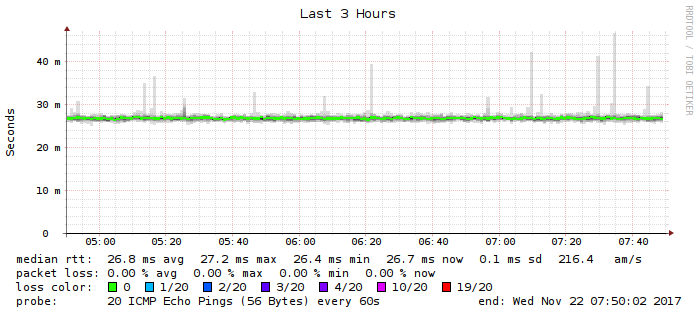 Last 3 Hours
RRDTOOL / TOBI OETIKER
Seconds
40 m
30 m
20 m
10 m
0
05:00 05:20 05:40 06:00 06:20 06:40 07:00 07:20 07:40
median rtt: 26.8 ms avg 27.2 ms max 26.4 ms min 26.7 ms now 0.1 ms sd 216.4 am/s
packet loss: 0.00 % avg 0.00 % max 0.00 % min 0.00 % now
loss color: 0 1/20 2/20 3/20 4/20 10/20 19/20
probe: 20 ICMP Echo Pings (56 Bytes) every 60s end: Wed Nov 22 07:50:02 2017